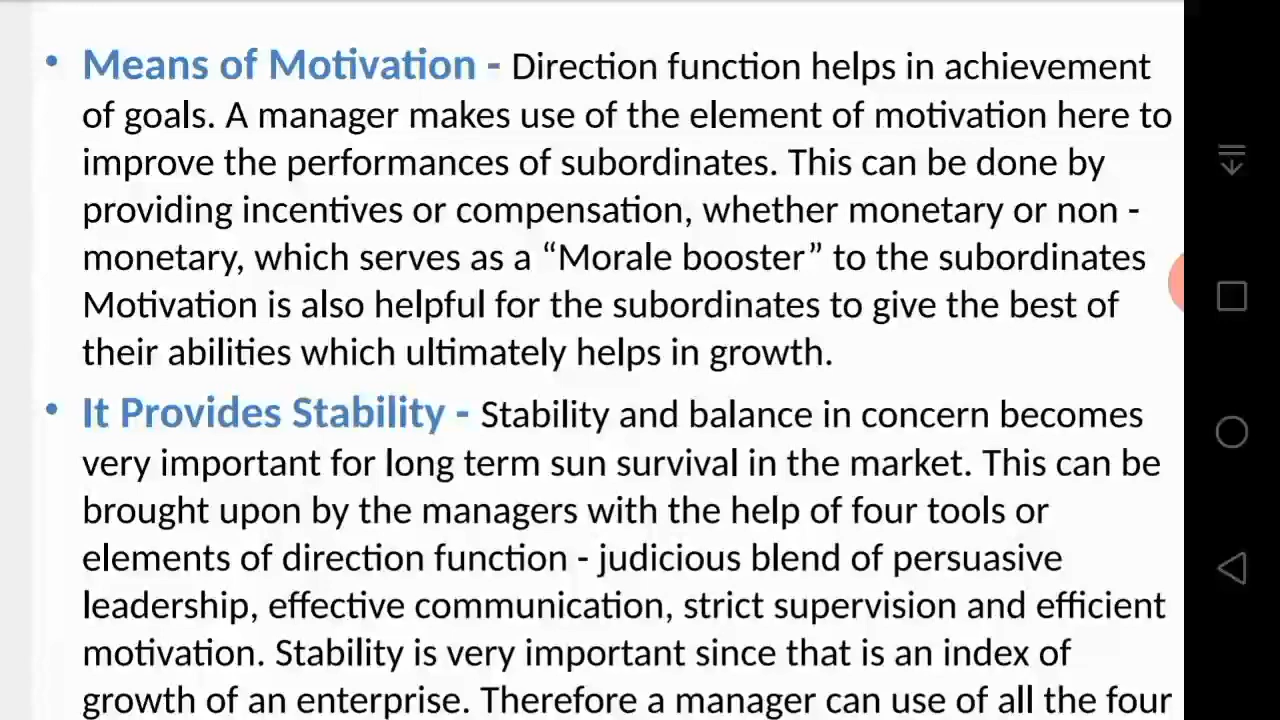 • Means of Motivation - Direction function helps in achievement
of goals. A manager makes use of the element of motivation here to
improve the performances of subordinates. This can be done by
providing incentives or compensation, whether monetary or non -
monetary, which serves as a “Morale booster” to the subordinates
Motivation is also helpful for the subordinates to give the best of
their abilities which ultimately helps in growth.
• It Provides Stability - Stability and balance in concern becomes
very important for long term sun survival in the market. This can be
brought upon by the managers with the help of four tools or
elements of direction function - judicious blend of persuasive
leadership, effective communication, strict supervision and efficient
motivation. Stability is very important since that is an index of
growth of an enterprise. Therefore a manager can use of all the four